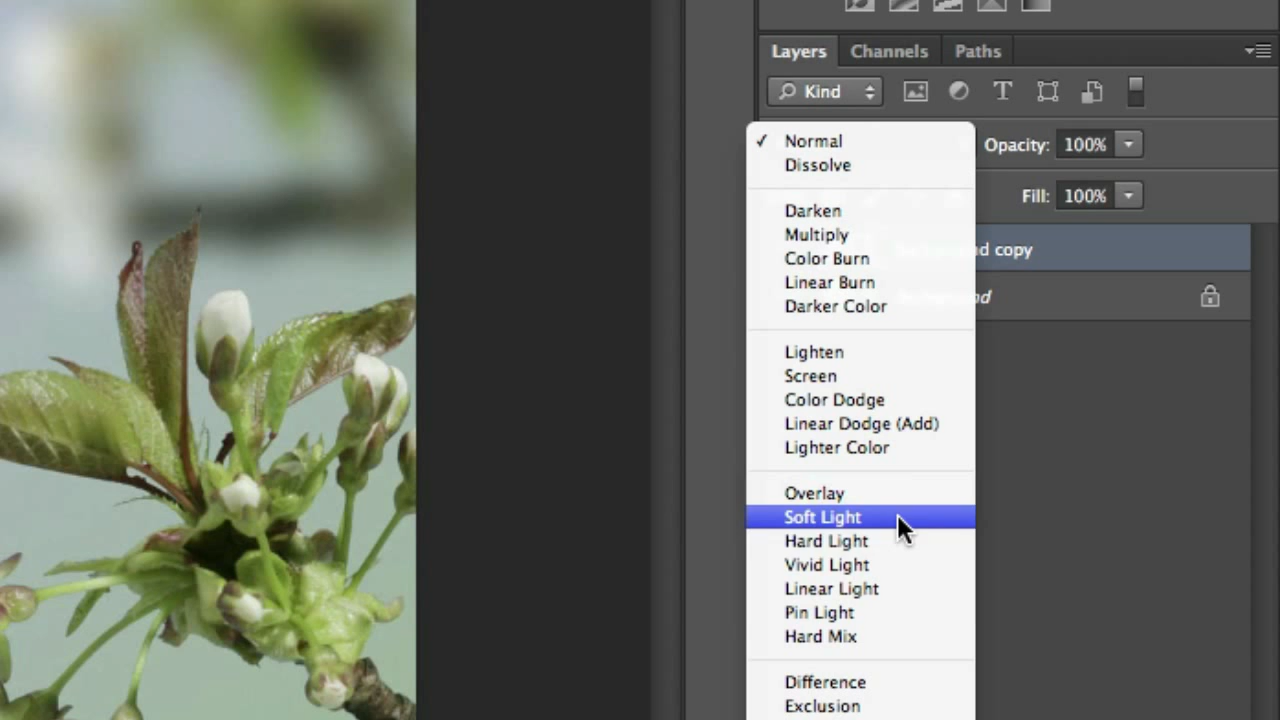 Layers Channels Paths
Kind
✓ Normal
Opacity: 100%
Dissolve
Fill: 100%
Darken
Multiply
d copy
Color Burn
Linear Burn
Darker Color
Lighten
Screen
Color Dodge
Linear Dodge (Add)
Lighter Color
Overlay
Soft Light
Hard Light
Vivid Light
Linear Light
Pin Light
Hard Mix
Difference
Exclusion